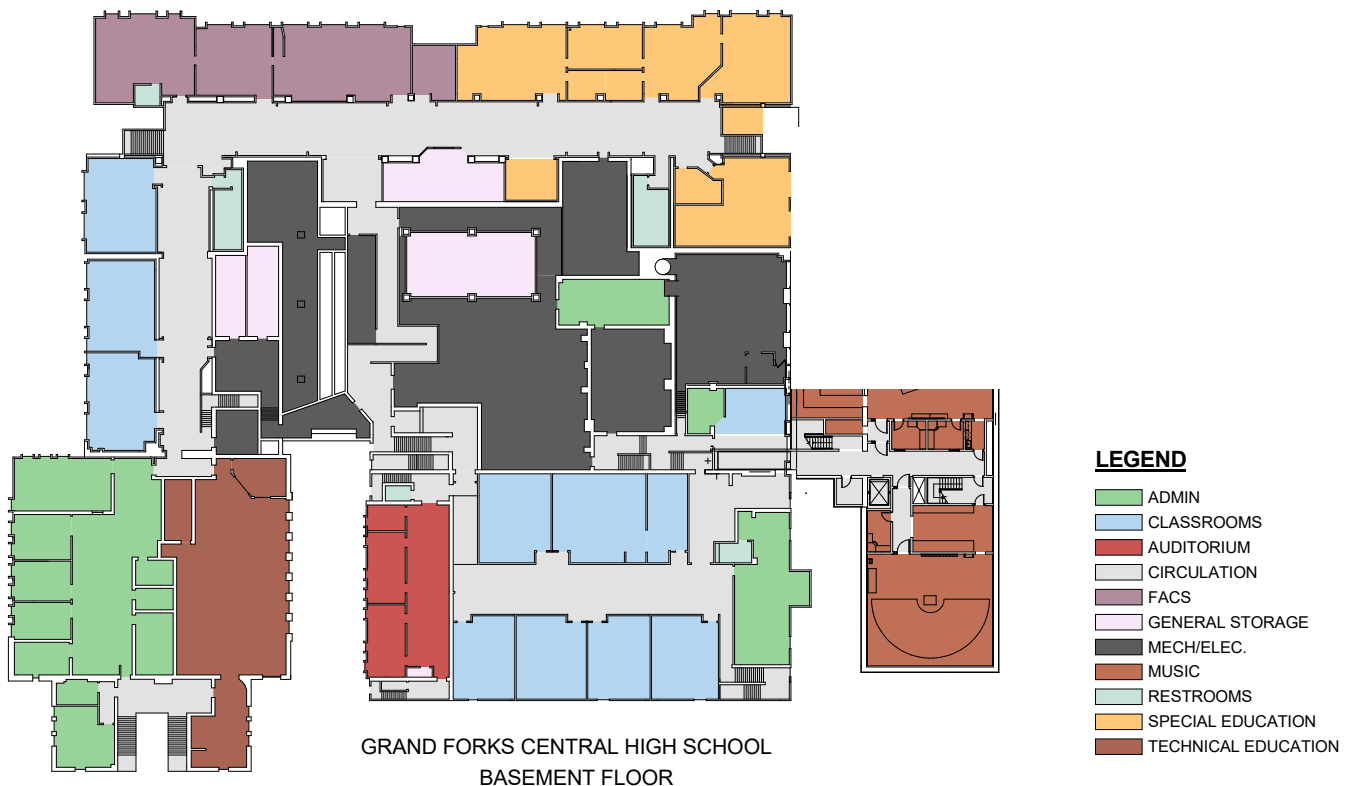 LEGEND
ADMIN
CLASSROOMS
AUDITORIUM
CIRCULATION
FACS
GENERAL STORAGE
MECH/ELEC.
MUSIC
RESTROOMS
SPECIAL EDUCATION
TECHNICAL EDUCATION
GRAND FORKS CENTRAL HIGH SCHOOL
BASEMENT FLOOR